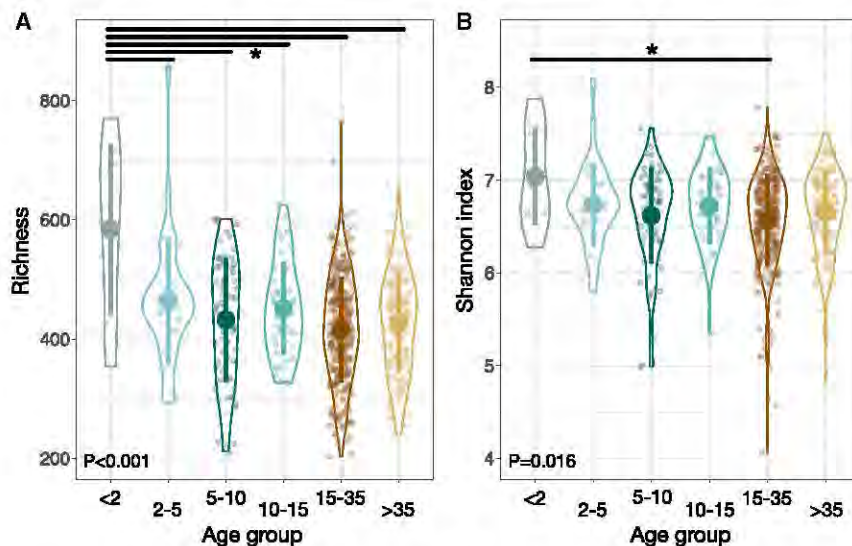 A
*
Richness
800
600
400
200
P<0.001
<2
2-5
5-10
10-15
15-35
>35
Age group
B
*
Shannon index
8
7
6
5
4
P=0.016
<2
2-5
5-10
10-15
15-35
>35
Age group